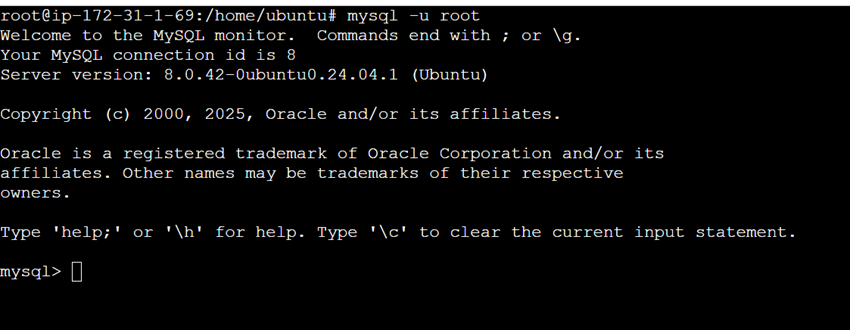 root@ip-172-31-1-69:/home/ubuntu# mysql -u root
Welcome to the MySQL monitor.  Commands end with ; or \g.
Your MySQL connection id is 8
Server version: 8.0.42-0ubuntu0.24.04.1 (Ubuntu)
Copyright (c) 2000, 2025, Oracle and/or its affiliates.
Oracle is a registered trademark of Oracle Corporation and/or its
affiliates. Other names may be trademarks of their respective
owners.
Type 'help;' or '\h' for help. Type '\c' to clear the current input statement.
mysql>